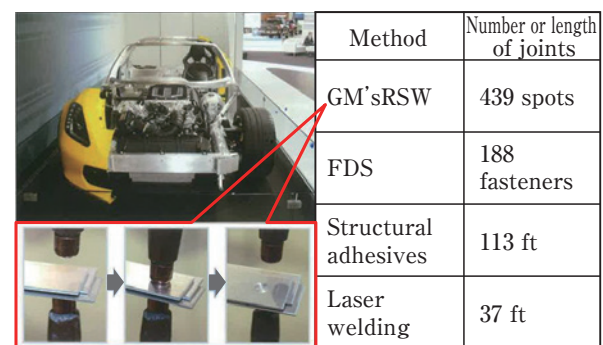 Method
Number or length
of joints
GM'sRSW
439 spots
FDS
188
fasteners
Structural
adhesives
113 ft
Laser
welding
37 ft